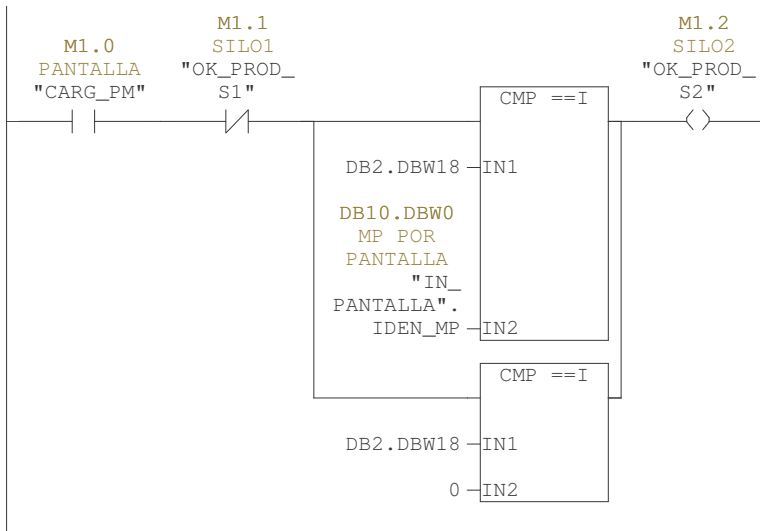 M1.0
PANTALLA
"CARG_PM"
M1.1
SILO1
"OK_PROD_
S1"
CMP ==I
DB2.DBW18
IN1
DB10.DBW0
MP POR
PANTALLA
"IN_
PANTALLA".
IDEN_MP
IN2
M1.2
SILO2
"OK_PROD_
S2"
CMP ==I
DB2.DBW18
IN1
0
IN2